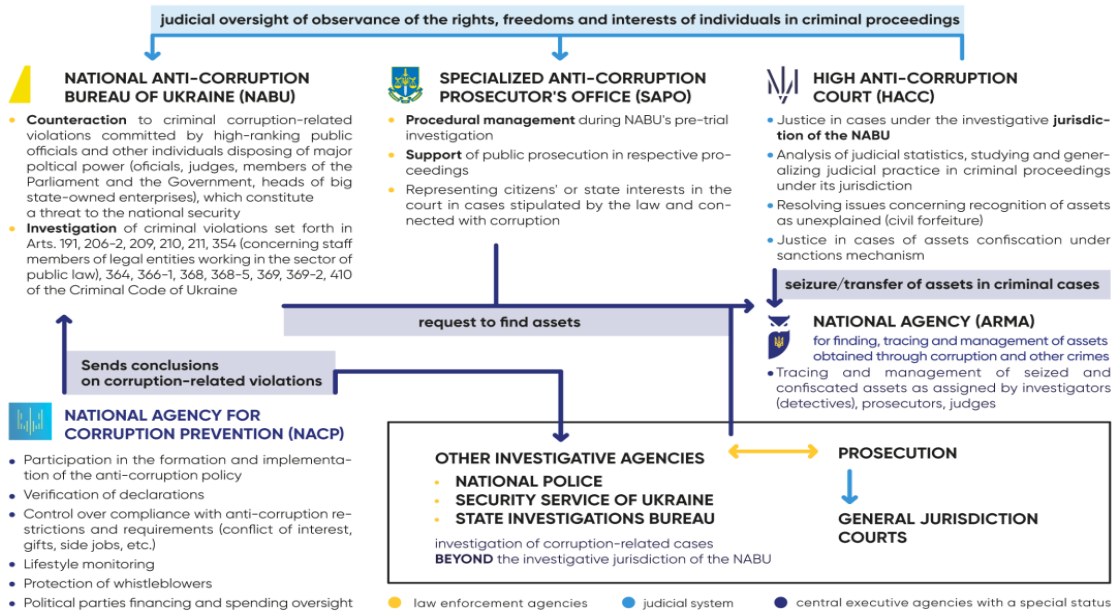 judicial oversight of observance of the rights, freedoms and interests of individuals in criminal proceedings
NATIONAL ANTI-CORRUPTION
BUREAU OF UKRAINE (NABU)
• Counteraction to criminal corruption-related
violations committed by high-ranking public
officials and other individuals disposing of major
poltical power (oficials, judges, members of the
Parliament and the Government, heads of big
state-owned enterprises), which constitute
a threat to the national security
• Investigation of criminal violations set forth in
Arts. 191, 206-2, 209, 210, 211, 354 (concerning staff
members of legal entities working in the sector of
public law), 364, 366-1, 368, 368-5, 369, 369-2, 410
of the Criminal Code of Ukraine
SPECIALIZED ANTI-CORRUPTION
PROSECUTOR'S OFFICE (SAPO)
• Procedural management during NABU's pre-trial
investigation
• Support of public prosecution in respective pro-
ceedings
• Representing citizens' or state interests in the
court in cases stipulated by the law and con-
nected with corruption
HIGH ANTI-CORRUPTION
COURT (HACC)
• Justice in cases under the investigative jurisdic-
tion of the NABU
• Analysis of judicial statistics, studying and gener-
alizing judicial practice in criminal proceedings
under its jurisdiction
• Resolving issues concerning recognition of assets
as unexplained (civil forfeiture)
• Justice in cases of assets confiscation under
sanctions mechanism
seizure/transfer of assets in criminal cases
request to find assets
NATIONAL AGENCY (ARMA)
for finding, tracing and management of assets
obtained through corruption and other crimes
• Tracing and management of seized and
confiscated assets as assigned by investigators
(detectives), prosecutors, judges
Sends conclusions
on corruption-related violations
NATIONAL AGENCY FOR
CORRUPTION PREVENTION (NACP)
• Participation in the formation and implementa-
tion of the anti-corruption policy
• Verification of declarations
• Control over compliance with anti-corruption re-
strictions and requirements (conflict of interest,
gifts, side jobs, etc.)
• Lifestyle monitoring
• Protection of whistleblowers
• Political parties financing and spending oversight
OTHER INVESTIGATIVE AGENCIES
• NATIONAL POLICE
• SECURITY SERVICE OF UKRAINE
• STATE INVESTIGATIONS BUREAU
investigation of corruption-related cases
BEYOND the investigative jurisdiction of the NABU
PROSECUTION
GENERAL JURISDICTION
COURTS
law enforcement agencies
judicial system
central executive agencies with a special status